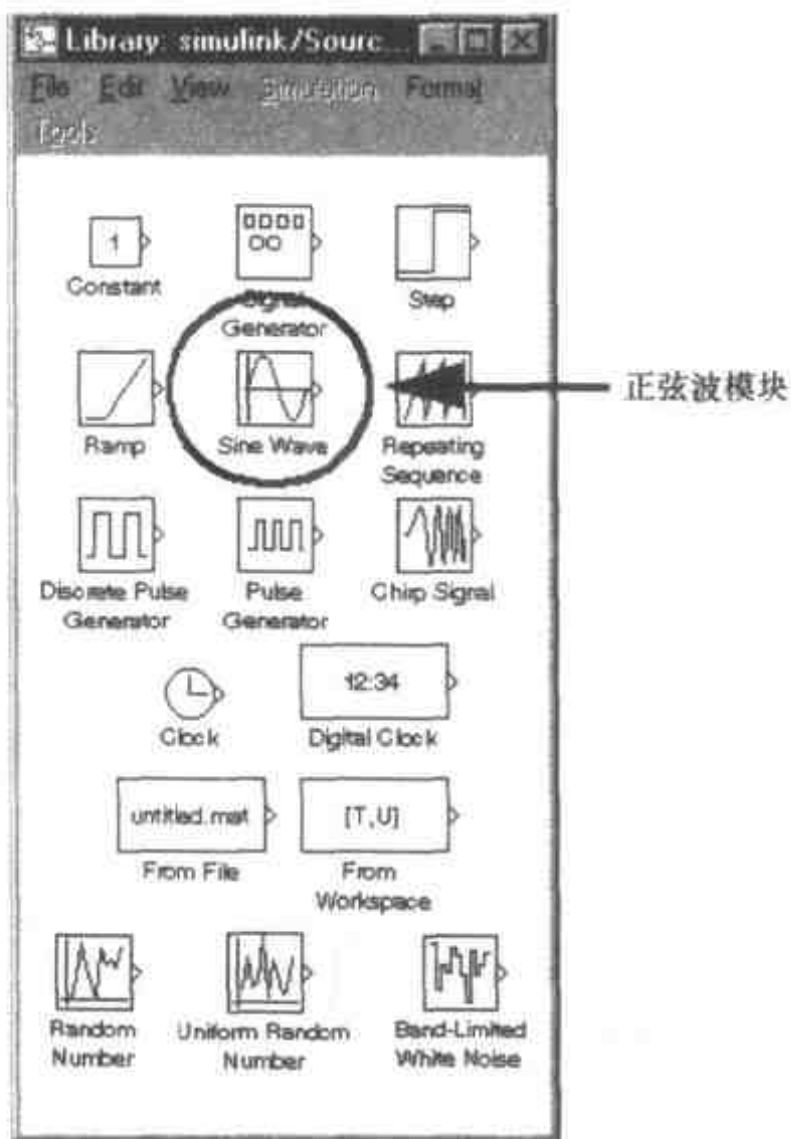 Library: simulink/Sourc...
File Edit View Simulation Format
Tools
1
Constant
Signal
Generator
Step
Ramp
Sine Wave
Repeating
Sequence
正弦波模块
Discrete Pulse
Generator
Pulse
Generator
Chirp Signal
Clock
12:34
Digital Clock
untitled.mat
From File
[T,U]
From
Workspace
Random
Number
Uniform Random
Number
Band-Limited
White Noise